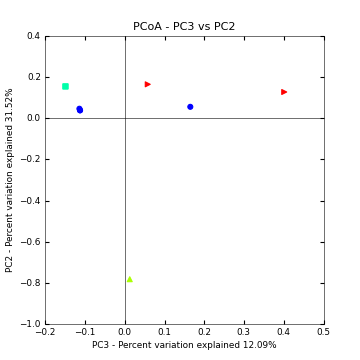 PCoA - PC3 vs PC2
0.4
0.2
0.0
−0.2
−0.4
−0.6
−0.8
−1.0
PC2 - Percent variation explained 31.52%
−0.2 −0.1 0.0 0.1 0.2 0.3 0.4 0.5
PC3 - Percent variation explained 12.09%